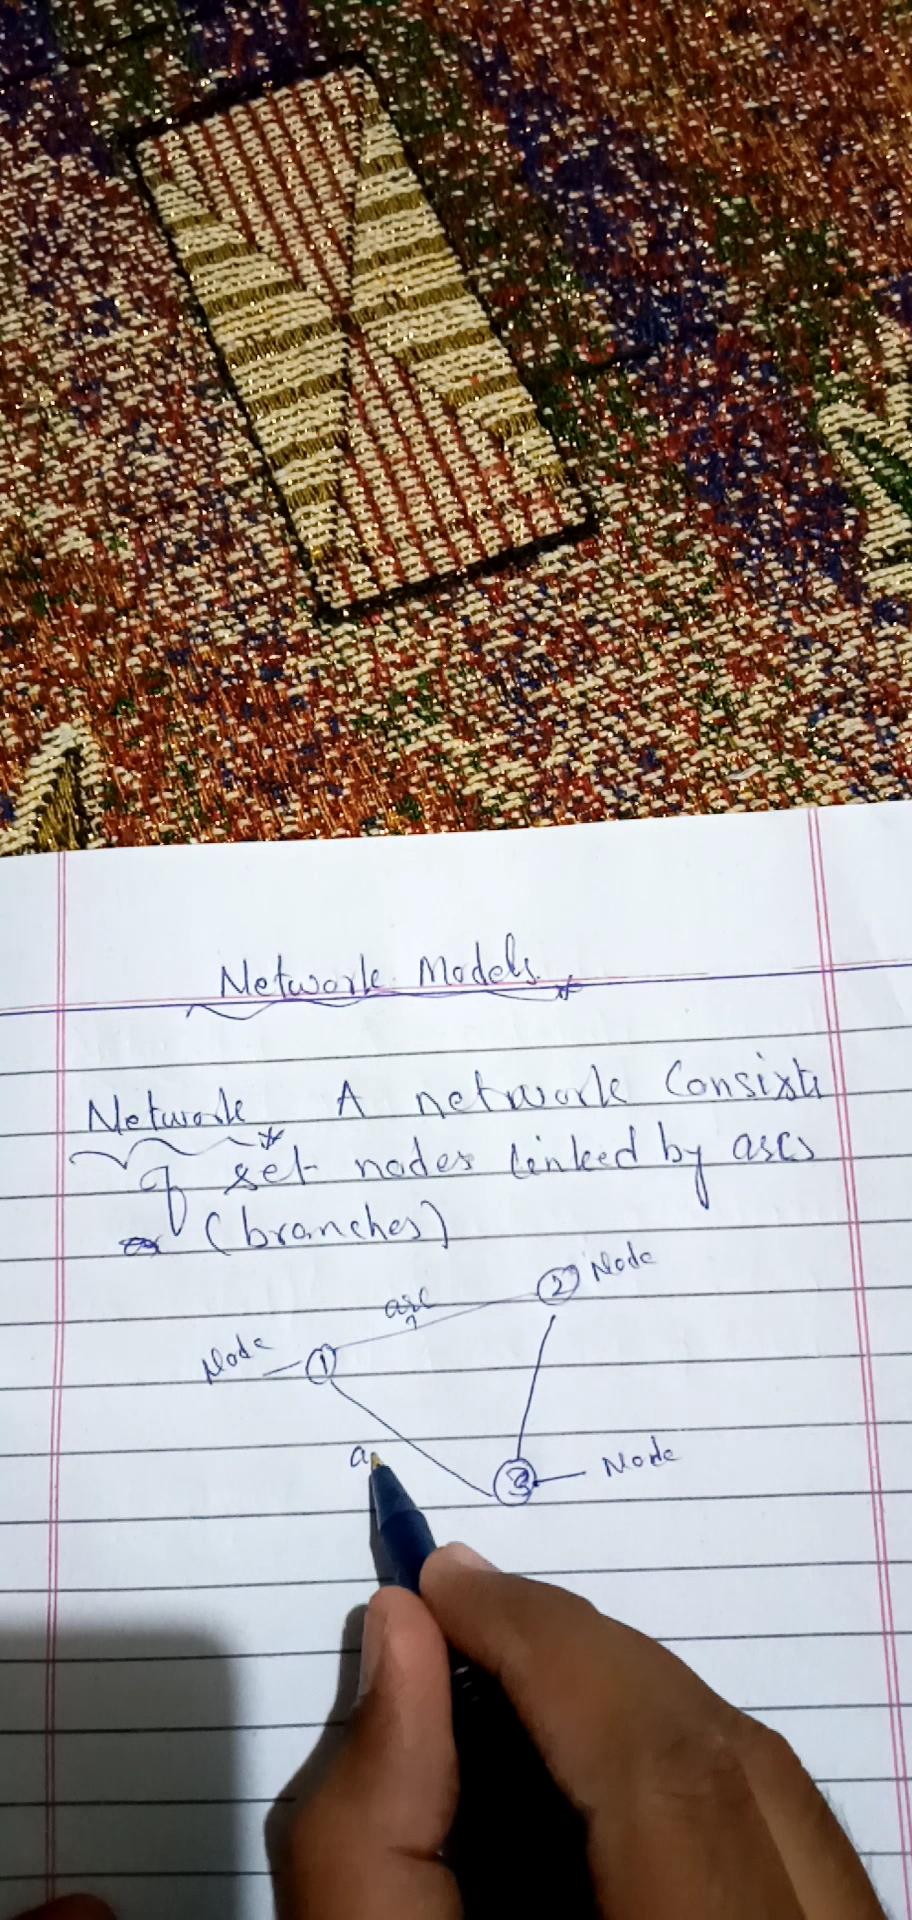 Network Models
Network A network Consists
of set nodes linked by arcs
(branches)
2 Node
arc
Node 1
a
3 Node